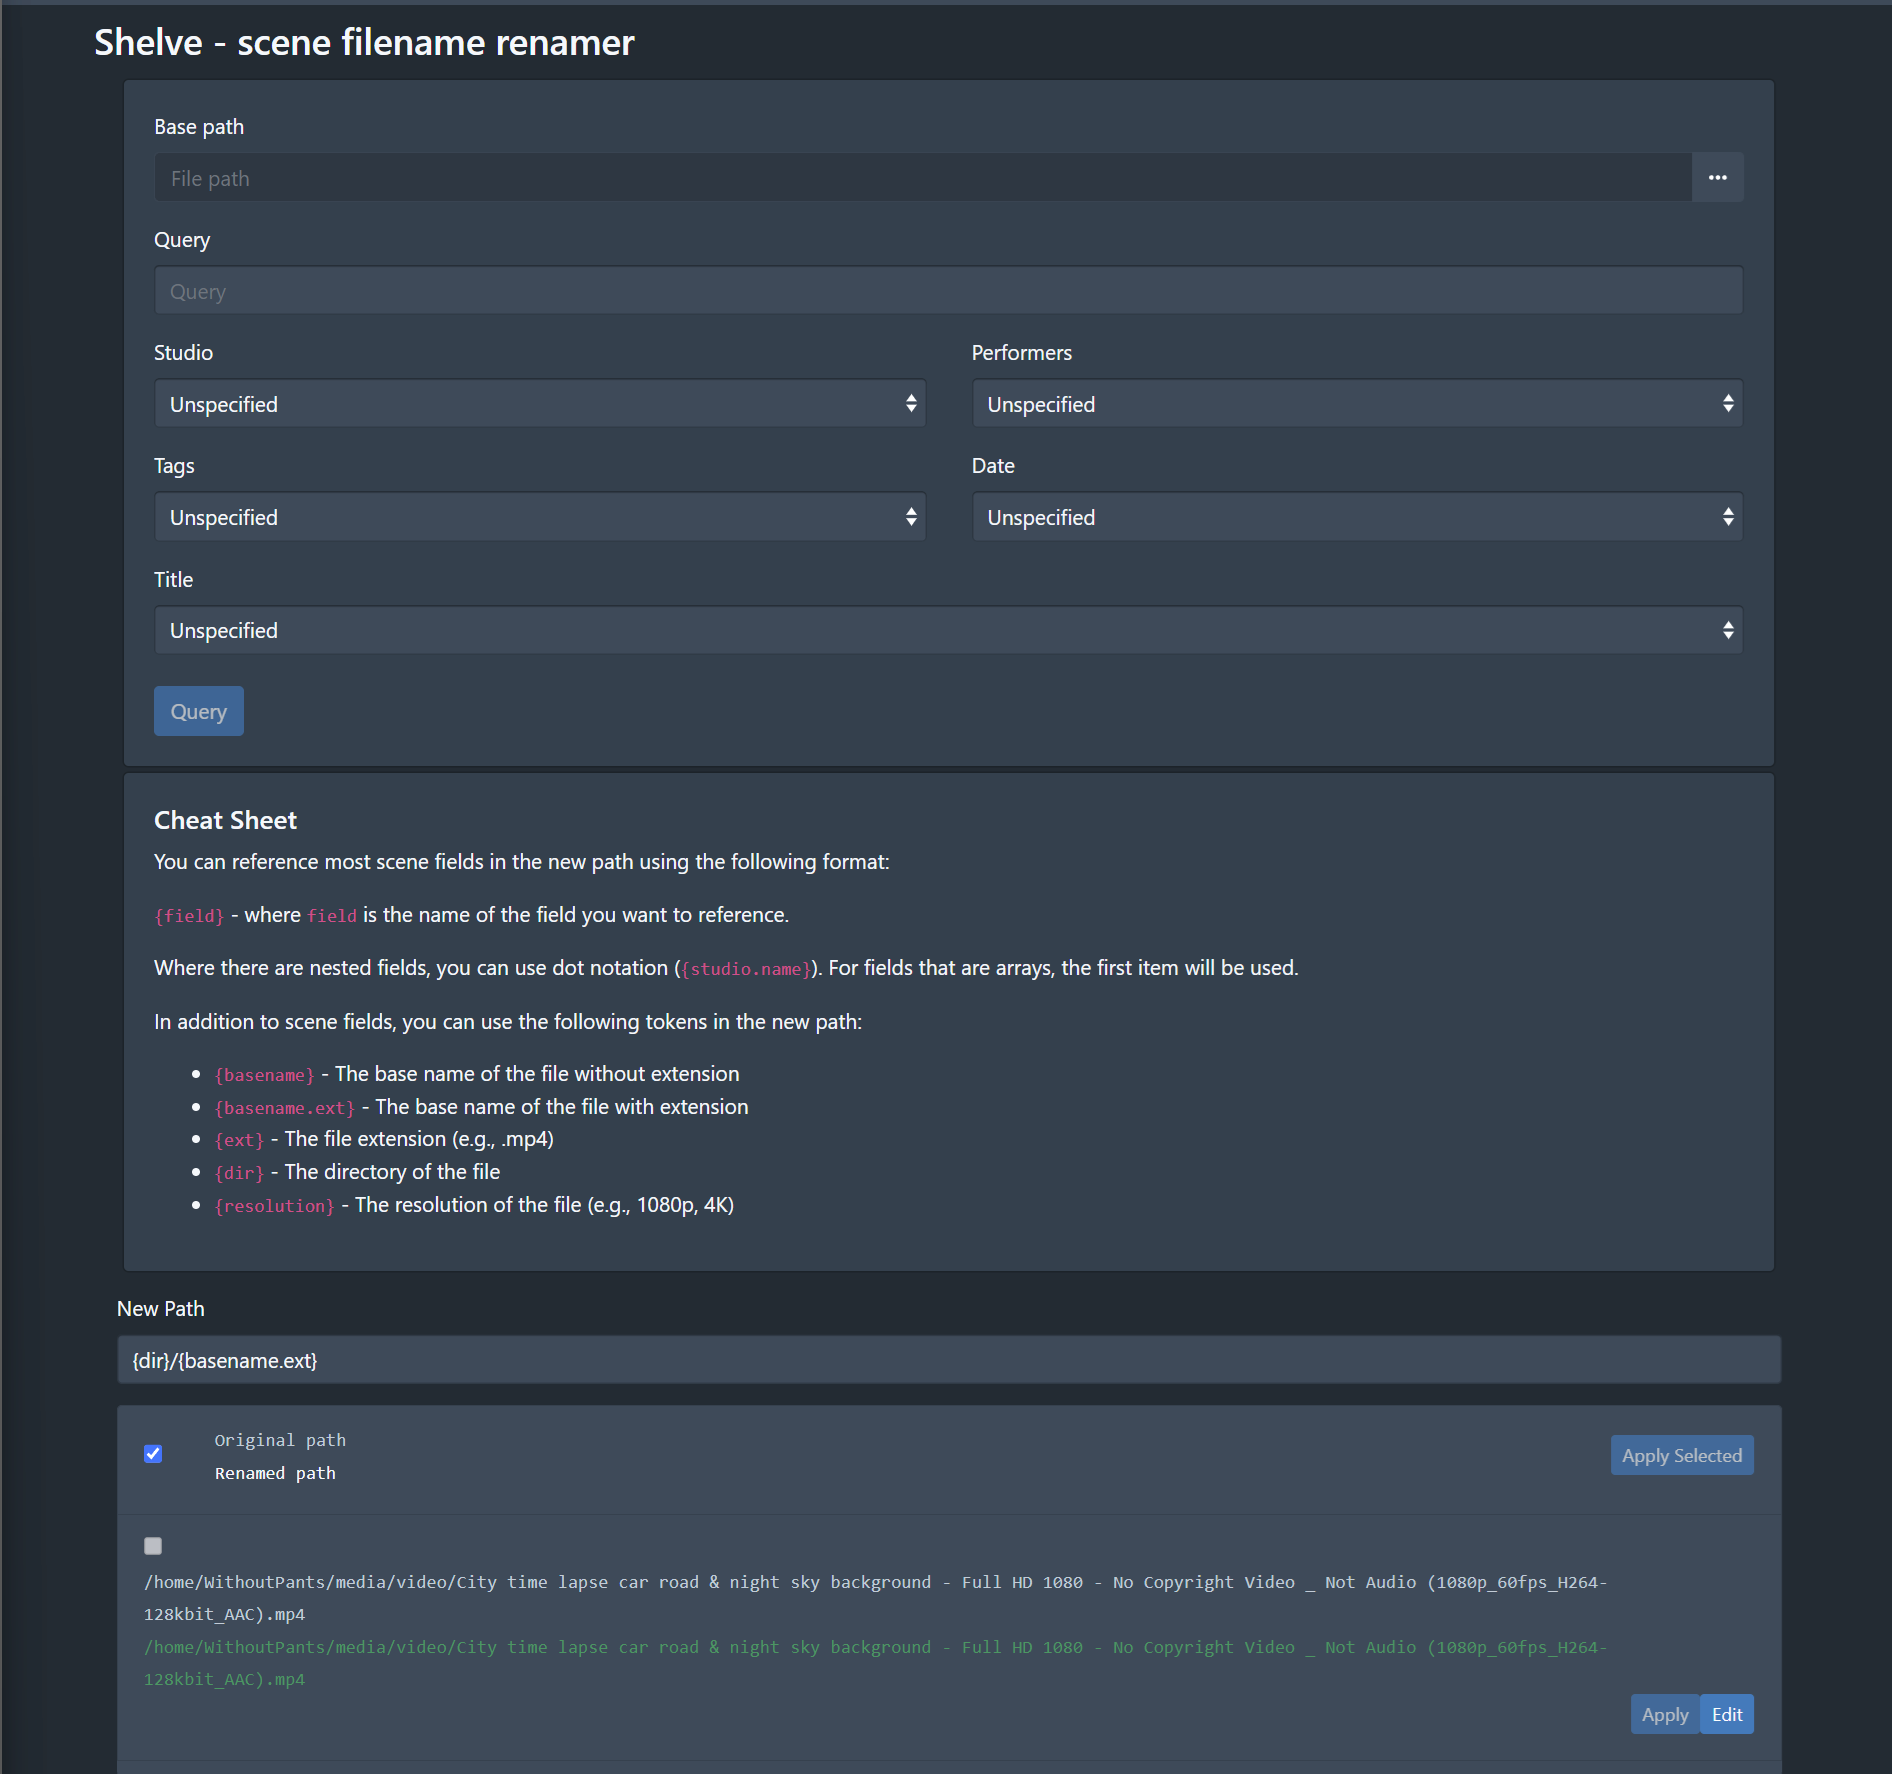 Shelve - scene filename renamer
Base path
File path
Query
Query
Studio
Performers
Unspecified
Unspecified
Tags
Date
Unspecified
Unspecified
Title
Unspecified
Query
Cheat Sheet
You can reference most scene fields in the new path using the following format:
{field} - where field is the name of the field you want to reference.
Where there are nested fields, you can use dot notation ({studio.name}). For fields that are arrays, the first item will be used.
In addition to scene fields, you can use the following tokens in the new path:
• {basename} - The base name of the file without extension
• {basename.ext} - The base name of the file with extension
• {ext} - The file extension (e.g., .mp4)
• {dir} - The directory of the file
• {resolution} - The resolution of the file (e.g., 1080p, 4K)
New Path
{dir}/{basename.ext}
Original path
Renamed path
Apply Selected
/home/WithoutPants/media/video/City time lapse car road & night sky background - Full HD 1080 - No Copyright Video _ Not Audio (1080p_60fps_H264-
128kbit_AAC).mp4
/home/WithoutPants/media/video/City time lapse car road & night sky background - Full HD 1080 - No Copyright Video _ Not Audio (1080p_60fps_H264-
128kbit_AAC).mp4
Apply
Edit